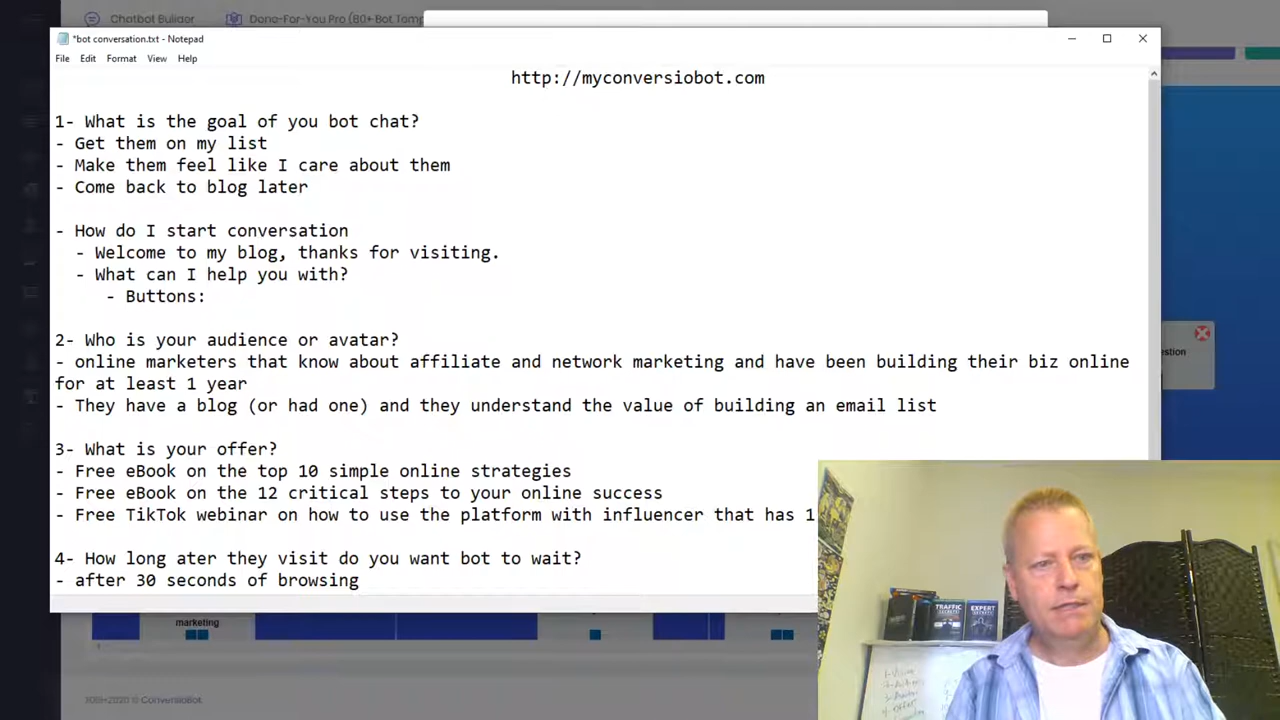 Chatbot Builder
Done-For-You Pro (80+ Bot Temp
*bot conversation.txt - Notepad
File Edit Format View Help
http://myconversiobot.com
1- What is the goal of you bot chat?
- Get them on my list
- Make them feel like I care about them
- Come back to blog later
- How do I start conversation
- Welcome to my blog, thanks for visiting.
- What can I help you with?
- Buttons:
2- Who is your audience or avatar?
- online marketers that know about affiliate and network marketing and have been building their biz online
for at least 1 year
- They have a blog (or had one) and they understand the value of building an email list
3- What is your offer?
- Free eBook on the top 10 simple online strategies
- Free eBook on the 12 critical steps to your online success
- Free TikTok webinar on how to use the platform with influencer that has 1
4- How long ater they visit do you want bot to wait?
- after 30 seconds of browsing
estion
marketing
TRAFFIC
SECRETS
EXPERT
SECRETS
2020 © ConversioBot